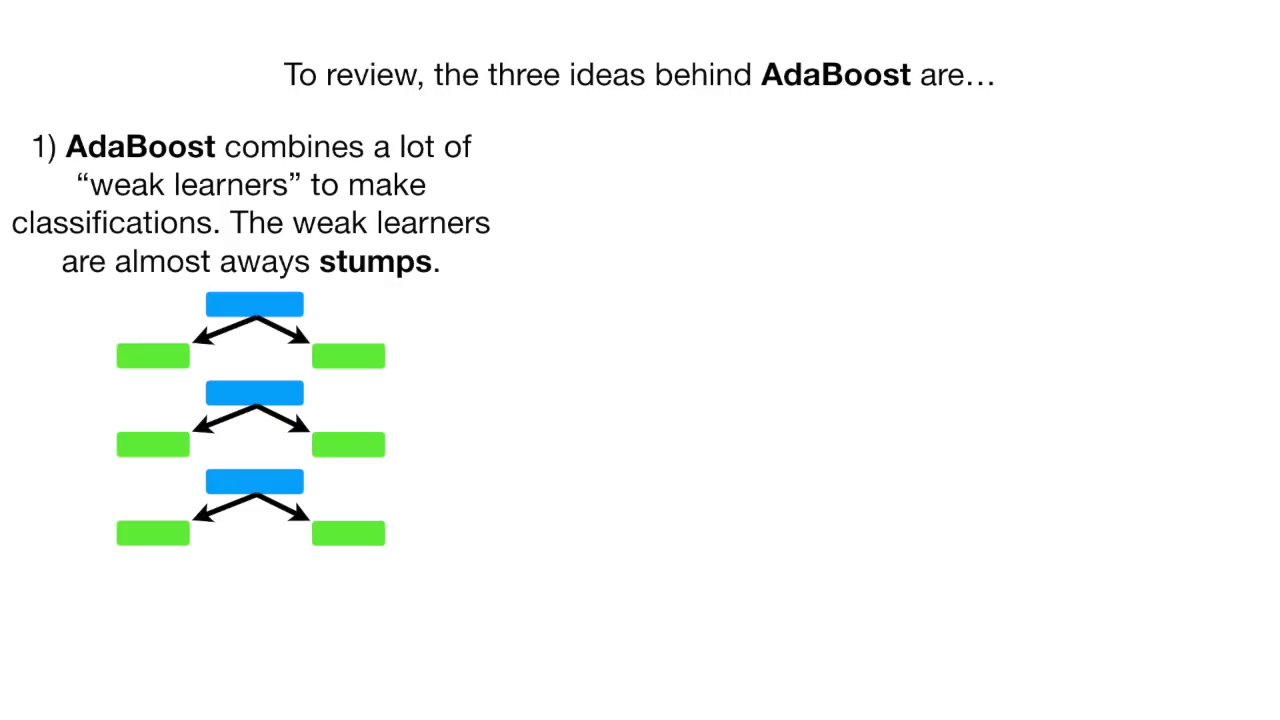 To review, the three ideas behind AdaBoost are…
1) AdaBoost combines a lot of
“weak learners” to make
classifications. The weak learners
are almost aways stumps.